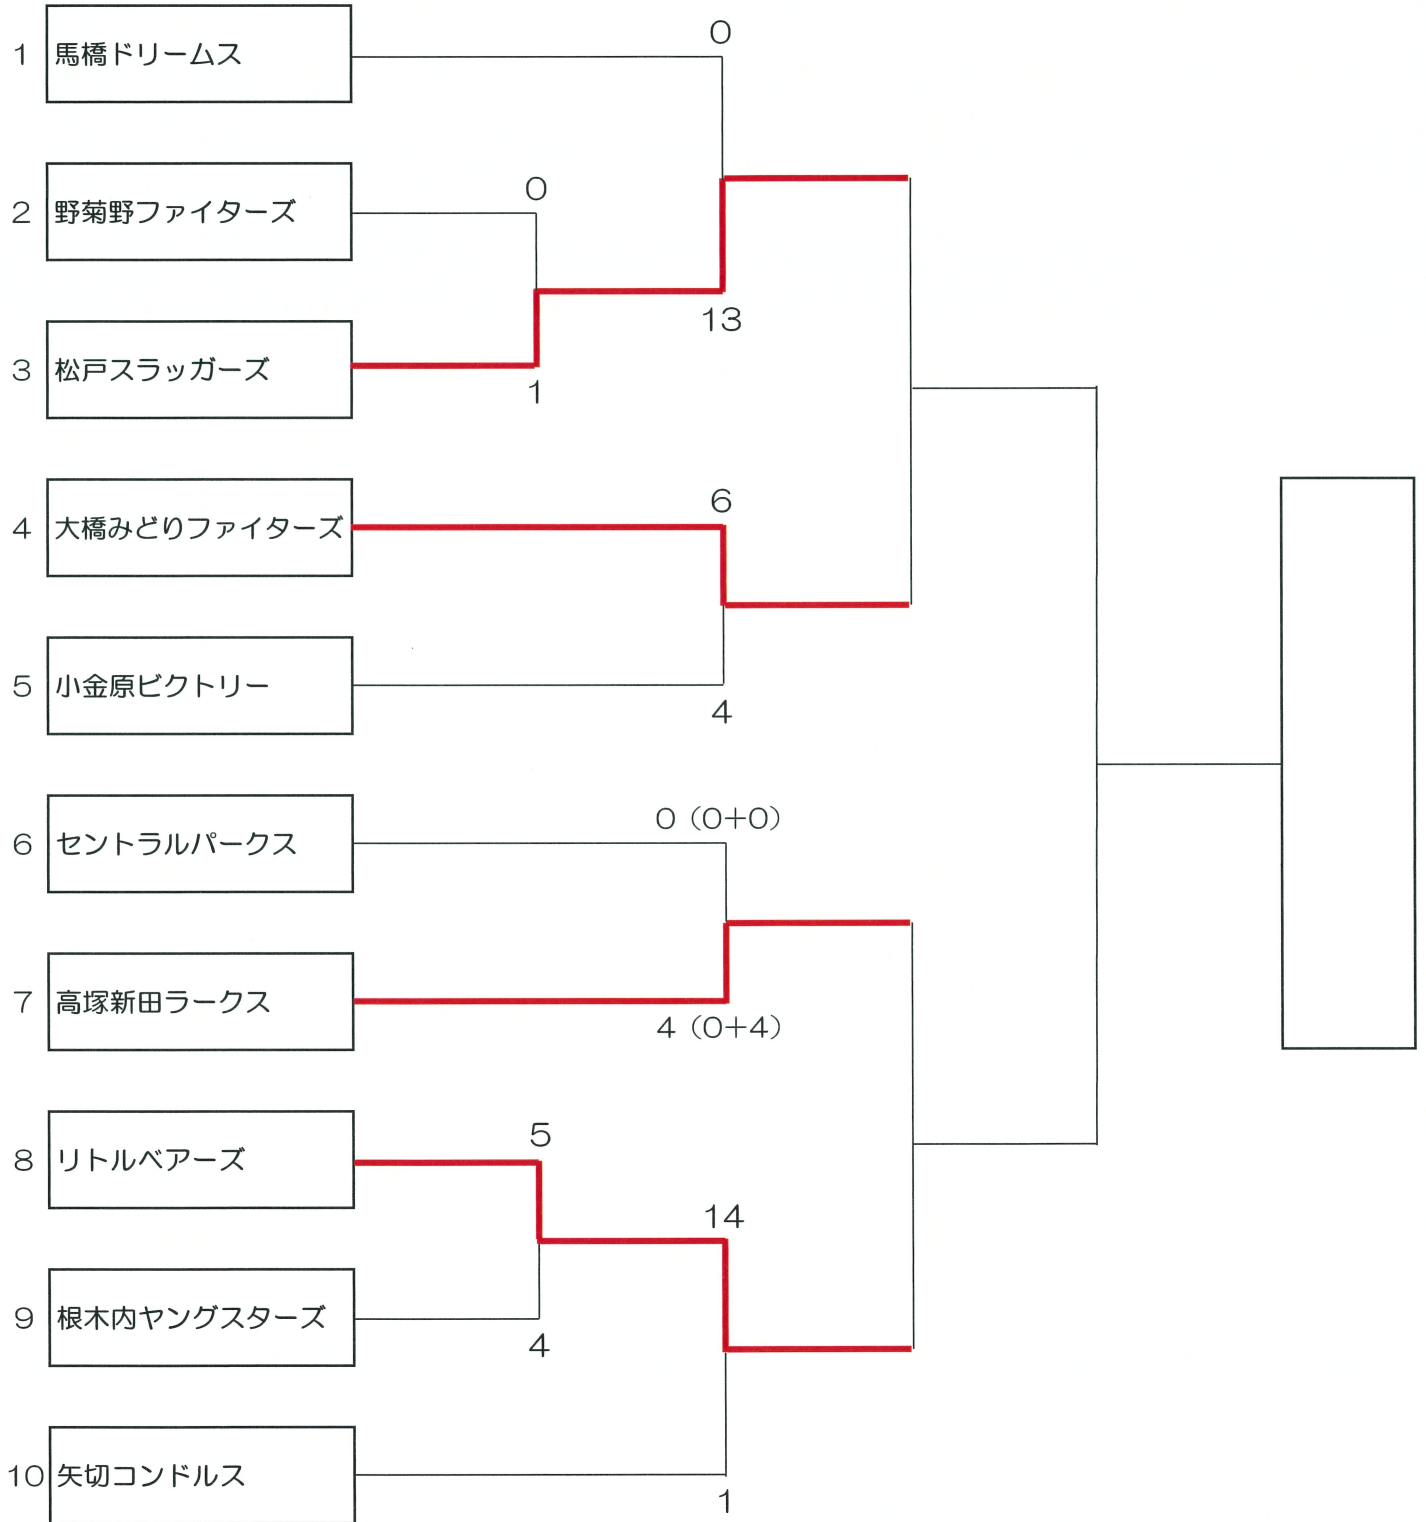 0
1 馬橋ドリームス
0
2 野菊野ファイターズ
13
3 松戸スラッガーズ
1
6
4 大橋みどりファイターズ
5 小金原ビクトリー
4
0（0+0）
6 セントラルパークス
7 高塚新田ラークス
4（0+4）
5
8 リトルベアーズ
14
9 根木内ヤングスターズ
4
10 矢切コンドルス
1